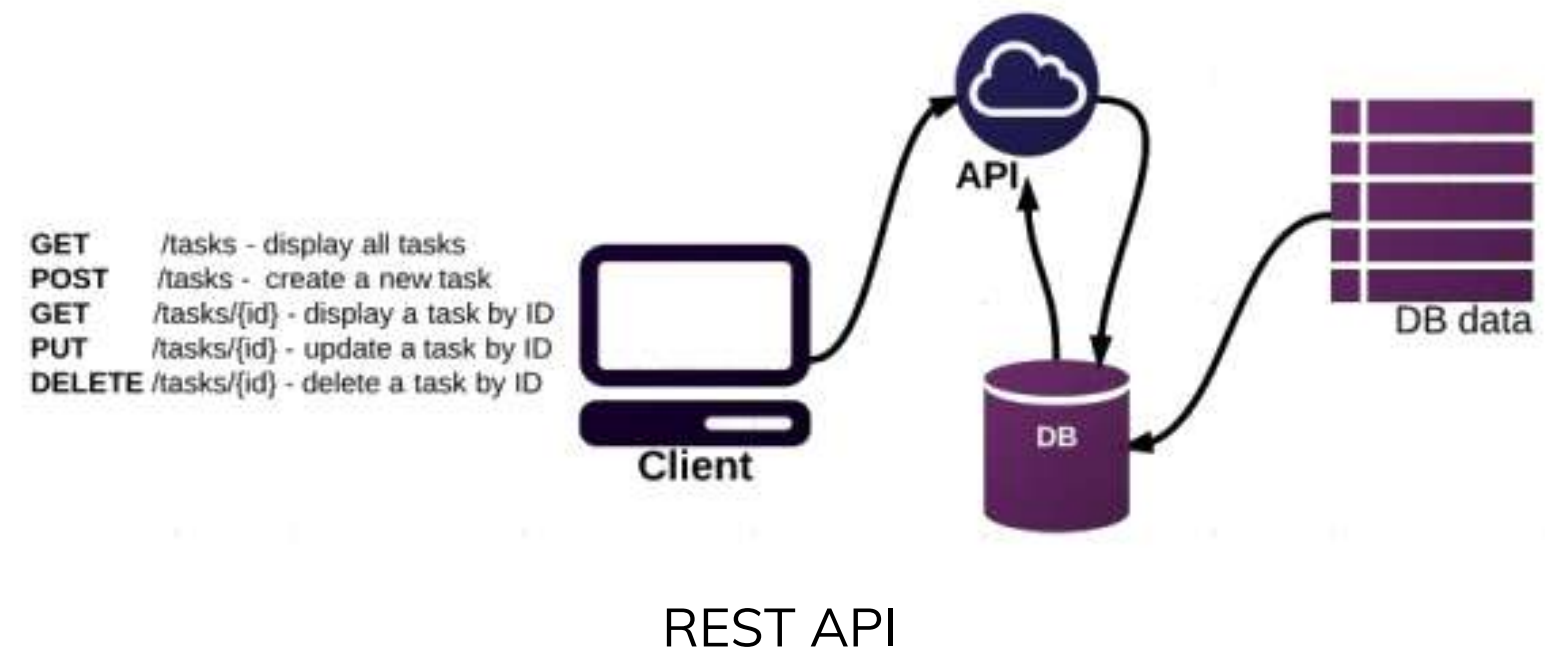 GET /tasks - display all tasks
POST /tasks - create a new task
GET /tasks/{id} - display a task by ID
PUT /tasks/{id} - update a task by ID
DELETE /tasks/{id} - delete a task by ID
Client
API
DB
DB data
REST API